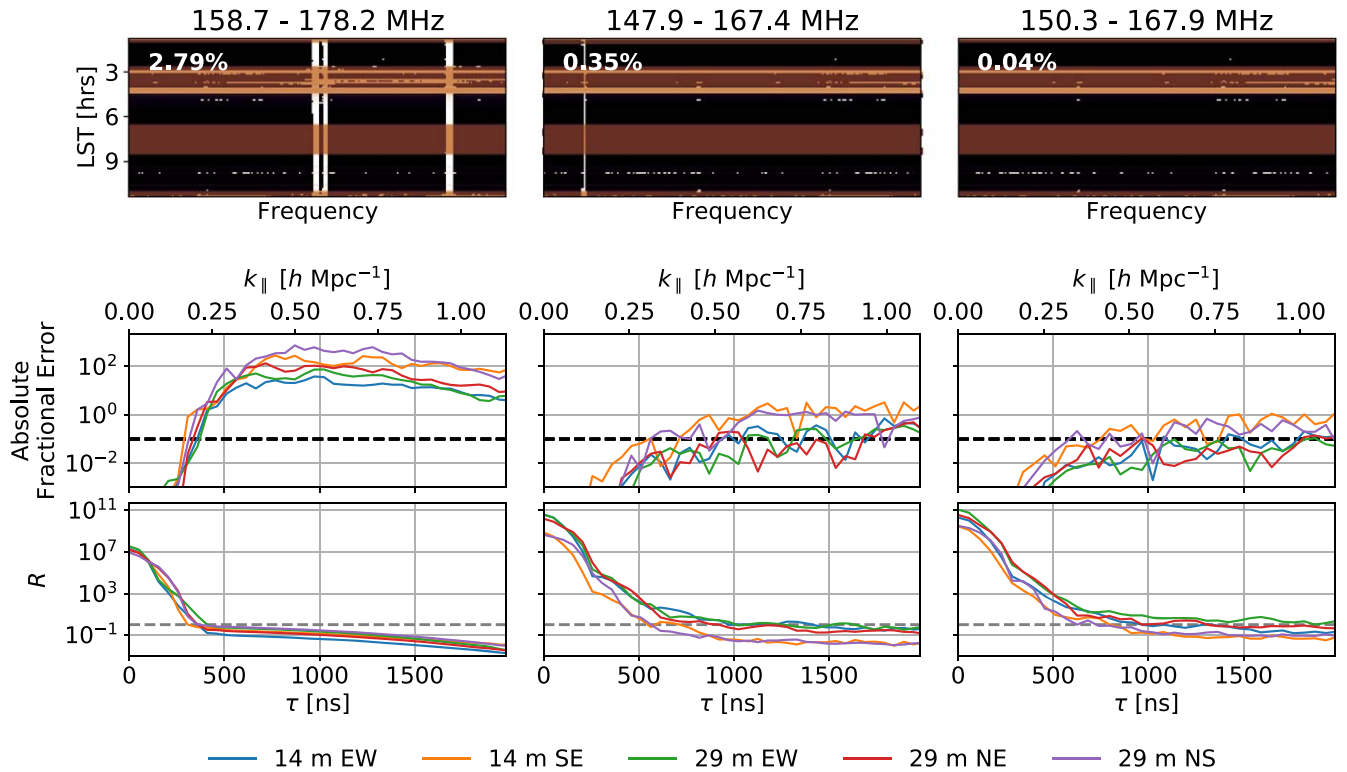 158.7 - 178.2 MHz 147.9 - 167.4 MHz 150.3 - 167.9 MHz
2.79% 0.35% 0.04%
LST [hrs]
3
6
9
Frequency Frequency Frequency
k∥ [h Mpc⁻¹] k∥ [h Mpc⁻¹] k∥ [h Mpc⁻¹]
0.00 0.25 0.50 0.75 1.00 0.00 0.25 0.50 0.75 1.00 0.00 0.25 0.50 0.75 1.00
Absolute
Fractional Error
10²
10⁰
10⁻²
R
10¹¹
10⁷
10³
10⁻¹
0 500 1000 1500 0 500 1000 1500 0 500 1000 1500
τ [ns] τ [ns] τ [ns]
14 m EW 14 m SE 29 m EW 29 m NE 29 m NS